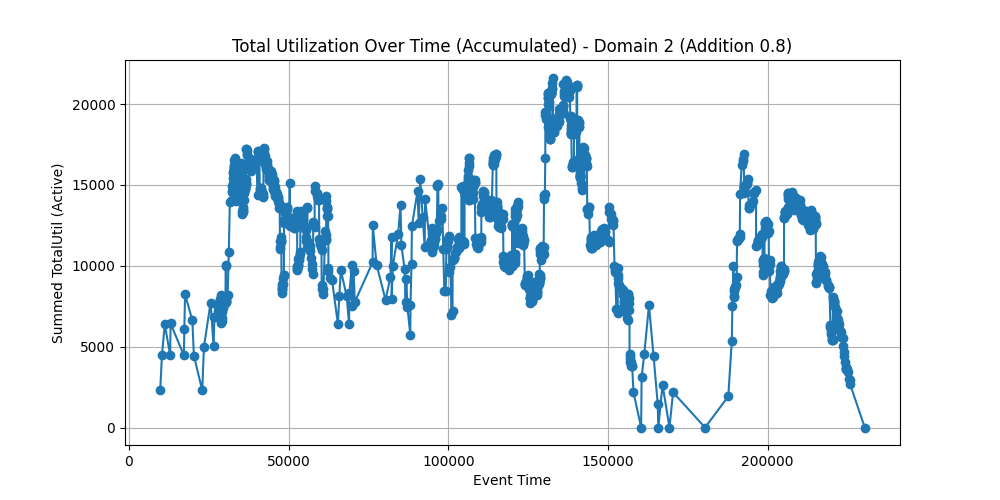 Total Utilization Over Time (Accumulated) - Domain 2 (Addition 0.8)
Summed TotalUtil (Active)
20000
15000
10000
5000
0
0 50000 100000 150000 200000
Event Time